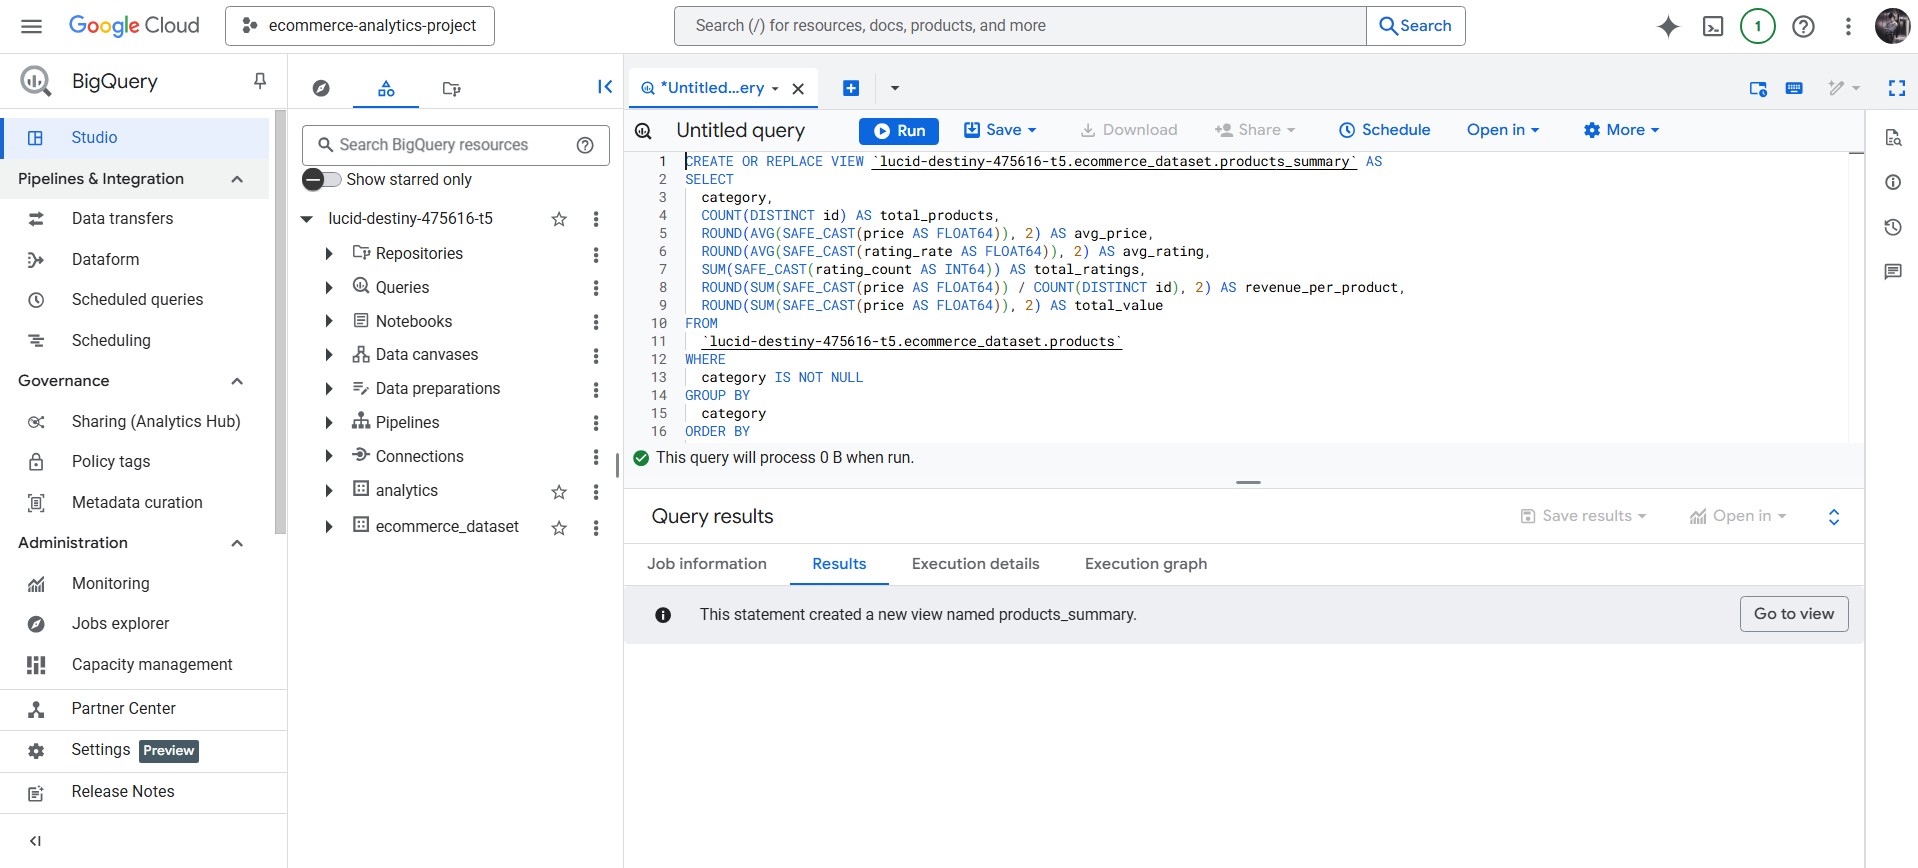 Google Cloud
ecommerce-analytics-project
Search (/) for resources, docs, products, and more
Search
1
BigQuery
Studio
Pipelines & Integration
Data transfers
Dataform
Scheduled queries
Scheduling
Governance
Sharing (Analytics Hub)
Policy tags
Metadata curation
Administration
Monitoring
Jobs explorer
Capacity management
Partner Center
Settings Preview
Release Notes
Search BigQuery resources
Show starred only
lucid-destiny-475616-t5
Repositories
Queries
Notebooks
Data canvases
Data preparations
Pipelines
Connections
analytics
ecommerce_dataset
*Untitled...ery
Untitled query
Run
Save
Download
Share
Schedule
Open in
More
1 CREATE OR REPLACE VIEW `lucid-destiny-475616-t5.ecommerce_dataset.products_summary` AS
2 SELECT
3 category,
4 COUNT(DISTINCT id) AS total_products,
5 ROUND(AVG(SAFE_CAST(price AS FLOAT64)), 2) AS avg_price,
6 ROUND(AVG(SAFE_CAST(rating_rate AS FLOAT64)), 2) AS avg_rating,
7 SUM(SAFE_CAST(rating_count AS INT64)) AS total_ratings,
8 ROUND(SUM(SAFE_CAST(price AS FLOAT64)) / COUNT(DISTINCT id), 2) AS revenue_per_product,
9 ROUND(SUM(SAFE_CAST(price AS FLOAT64)), 2) AS total_value
10 FROM
11 `lucid-destiny-475616-t5.ecommerce_dataset.products`
12 WHERE
13 category IS NOT NULL
14 GROUP BY
15 category
16 ORDER BY
This query will process 0 B when run.
Query results
Save results
Open in
Job information
Results
Execution details
Execution graph
This statement created a new view named products_summary.
Go to view